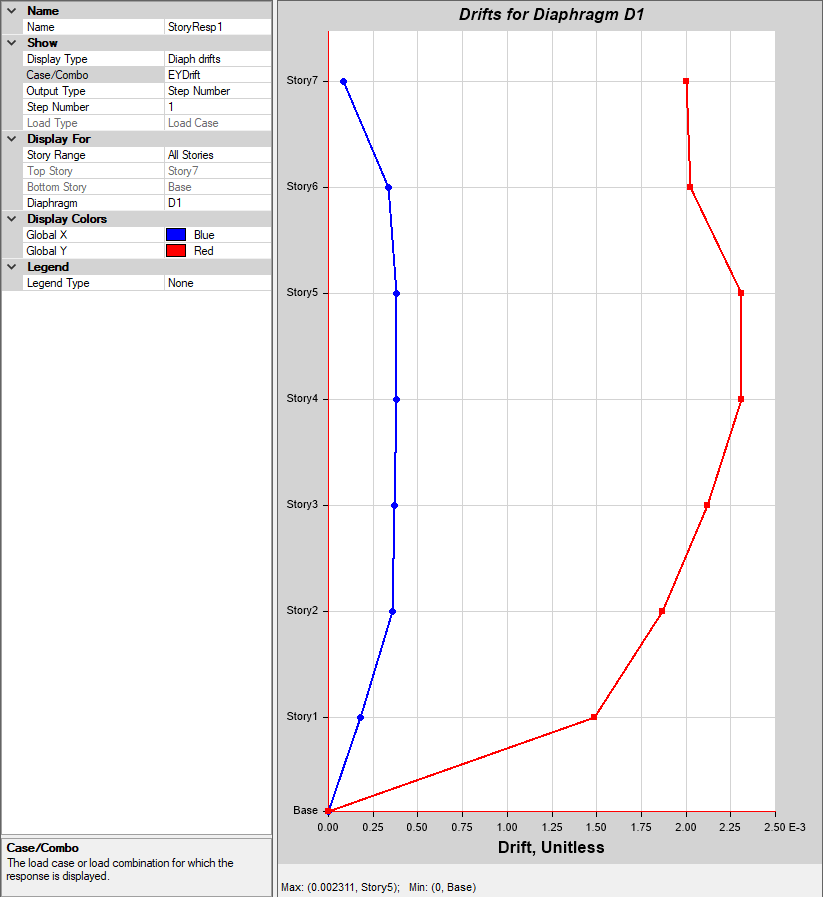 Name
Name StoryResp1
Show
Display Type Diaph drifts
Case/Combo EYDrift
Output Type Step Number
Step Number 1
Load Type Load Case
Display For
Story Range All Stories
Top Story Story7
Bottom Story Base
Diaphragm D1
Display Colors
Global X Blue
Global Y Red
Legend
Legend Type None
Case/Combo
The load case or load combination for which the
response is displayed.
Drifts for Diaphragm D1
Story7
Story6
Story5
Story4
Story3
Story2
Story1
Base
0.00 0.25 0.50 0.75 1.00 1.25 1.50 1.75 2.00 2.25 2.50 E-3
Drift, Unitless
Max: (0.002311, Story5); Min: (0, Base)